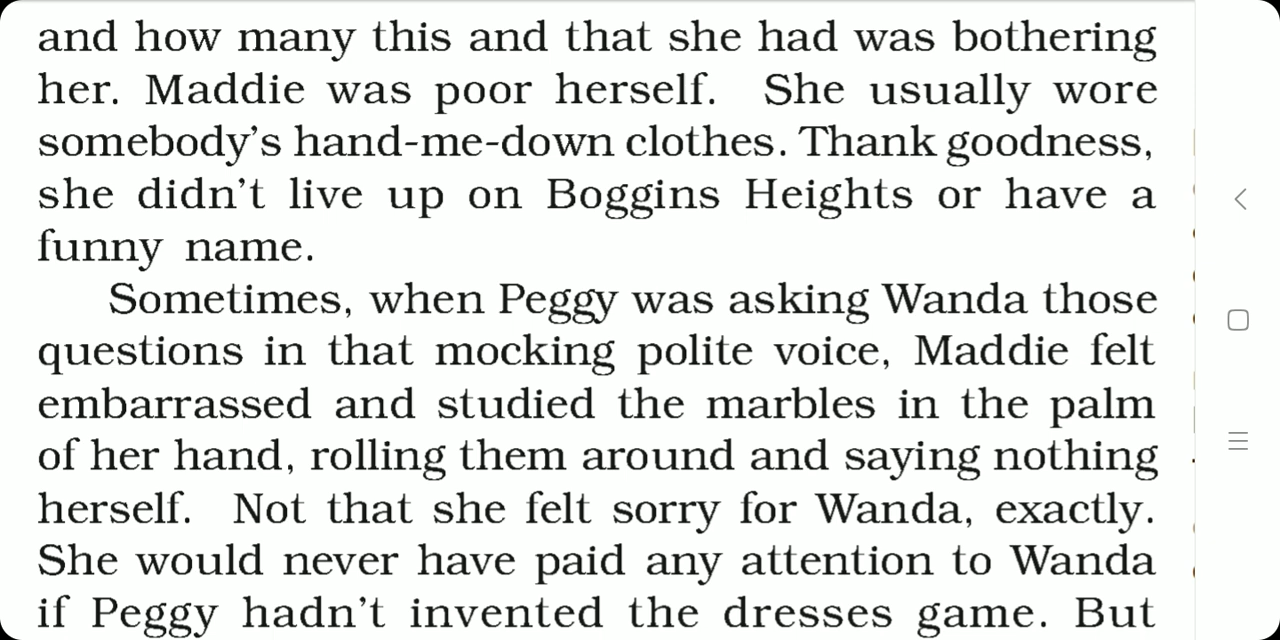 and how many this and that she had was bothering
her. Maddie was poor herself. She usually wore
somebody’s hand-me-down clothes. Thank goodness,
she didn’t live up on Boggins Heights or have a
funny name.
Sometimes, when Peggy was asking Wanda those
questions in that mocking polite voice, Maddie felt
embarrassed and studied the marbles in the palm
of her hand, rolling them around and saying nothing
herself. Not that she felt sorry for Wanda, exactly.
She would never have paid any attention to Wanda
if Peggy hadn’t invented the dresses game. But